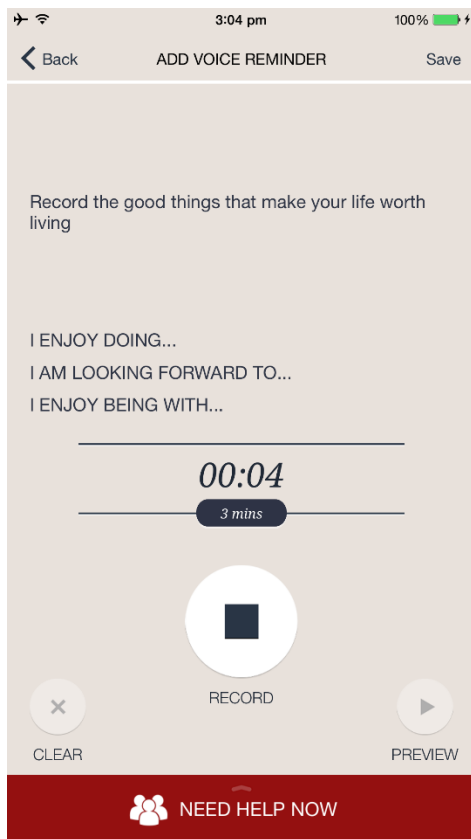 3:04 pm
100%
Back
ADD VOICE REMINDER
Save
Record the good things that make your life worth
living
I ENJOY DOING...
I AM LOOKING FORWARD TO...
I ENJOY BEING WITH...
00:04
3 mins
RECORD
CLEAR
PREVIEW
NEED HELP NOW